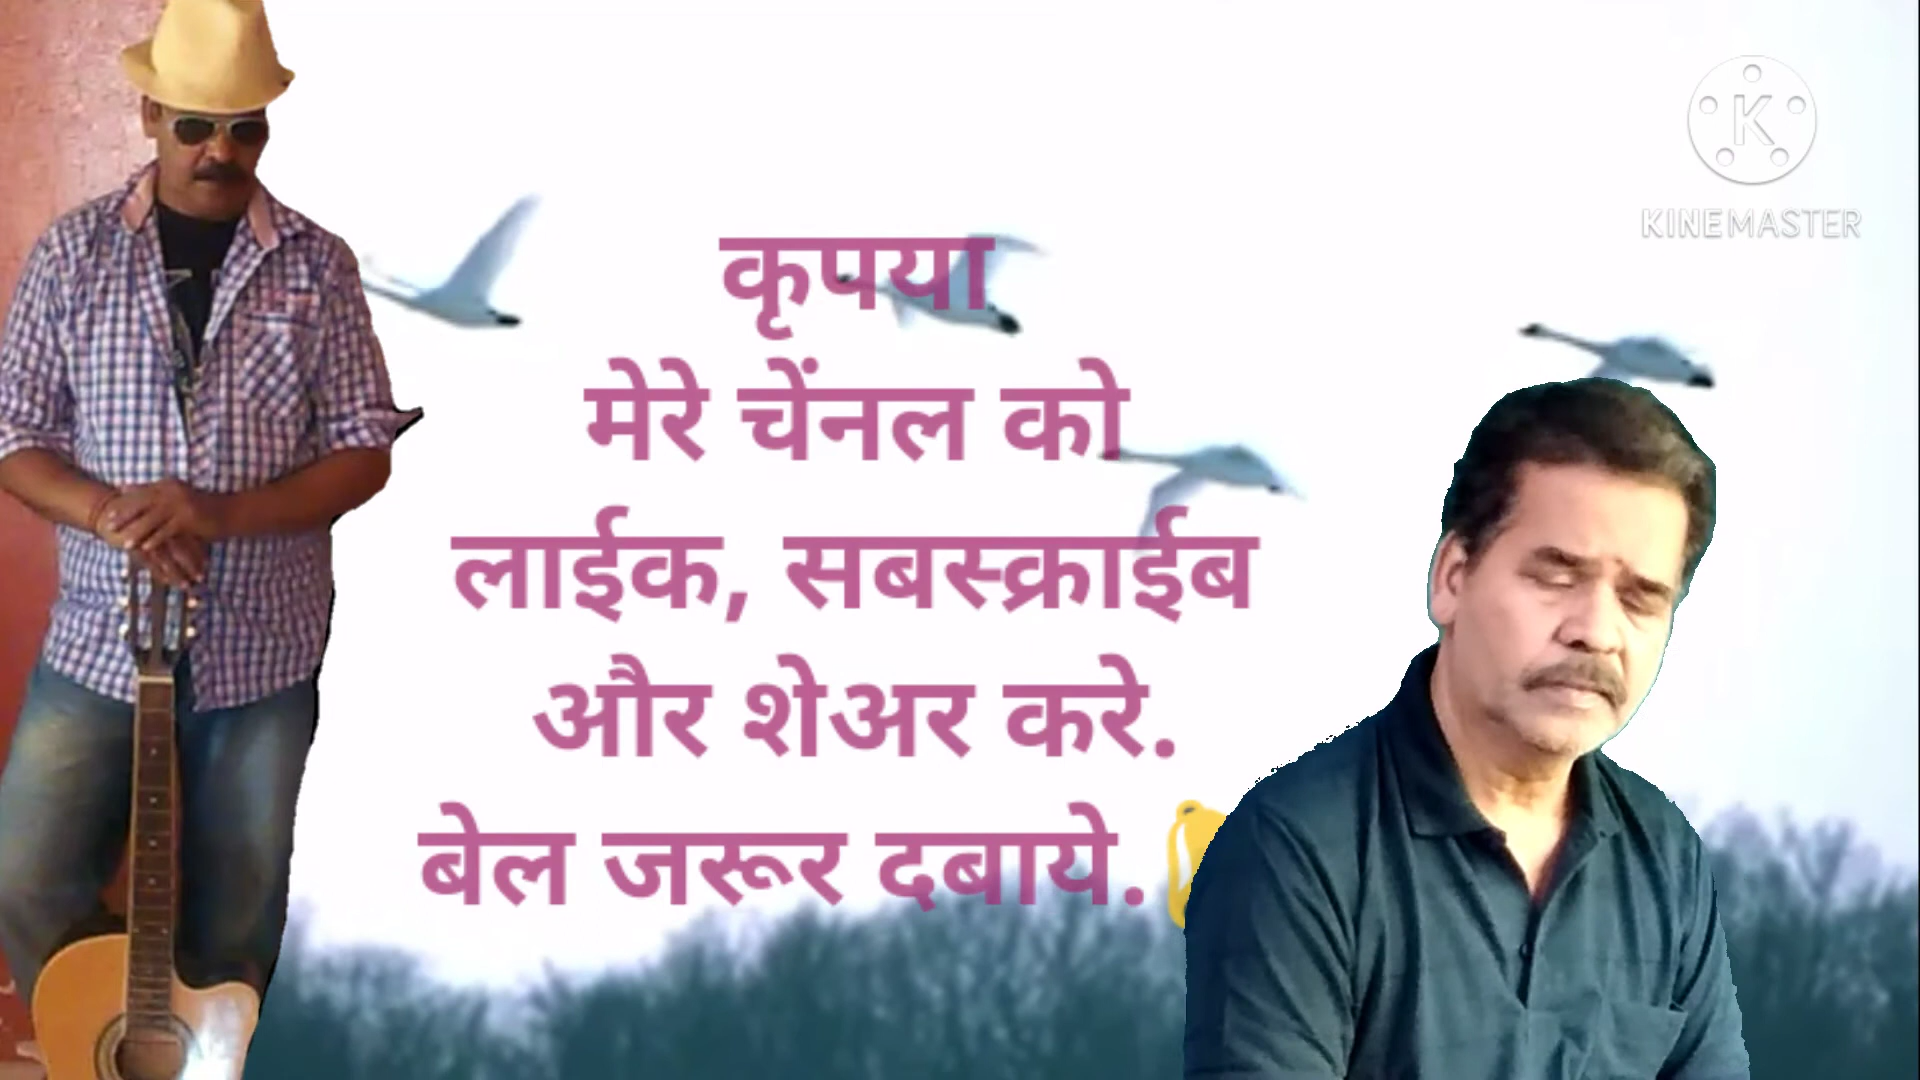 कृपया
मेरे चेंनल को
लाईक, सबस्क्राईब
और शेअर करे.
बेल जरूर दबाये.
K
KINEMASTER